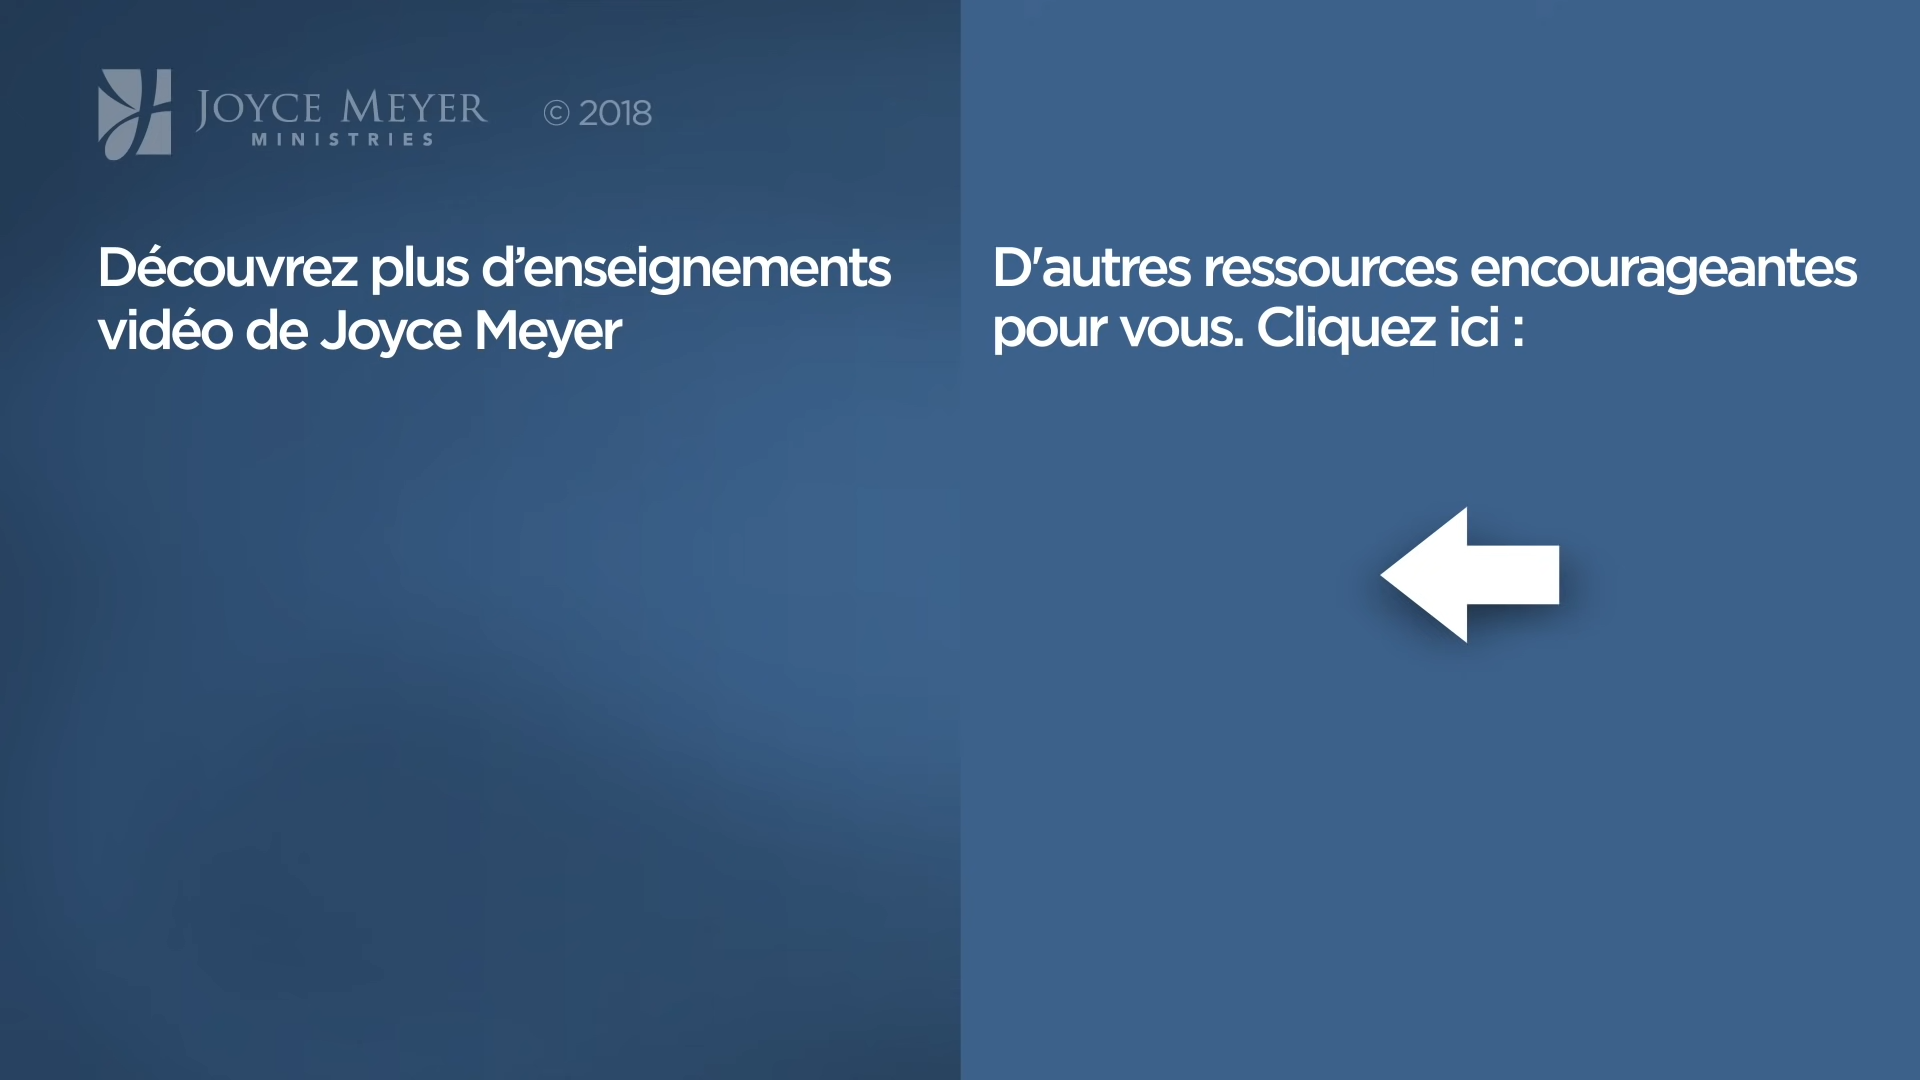 JOYCE MEYER © 2018
MINISTRIES
Découvrez plus d’enseignements
vidéo de Joyce Meyer
D'autres ressources encourageantes
pour vous. Cliquez ici :